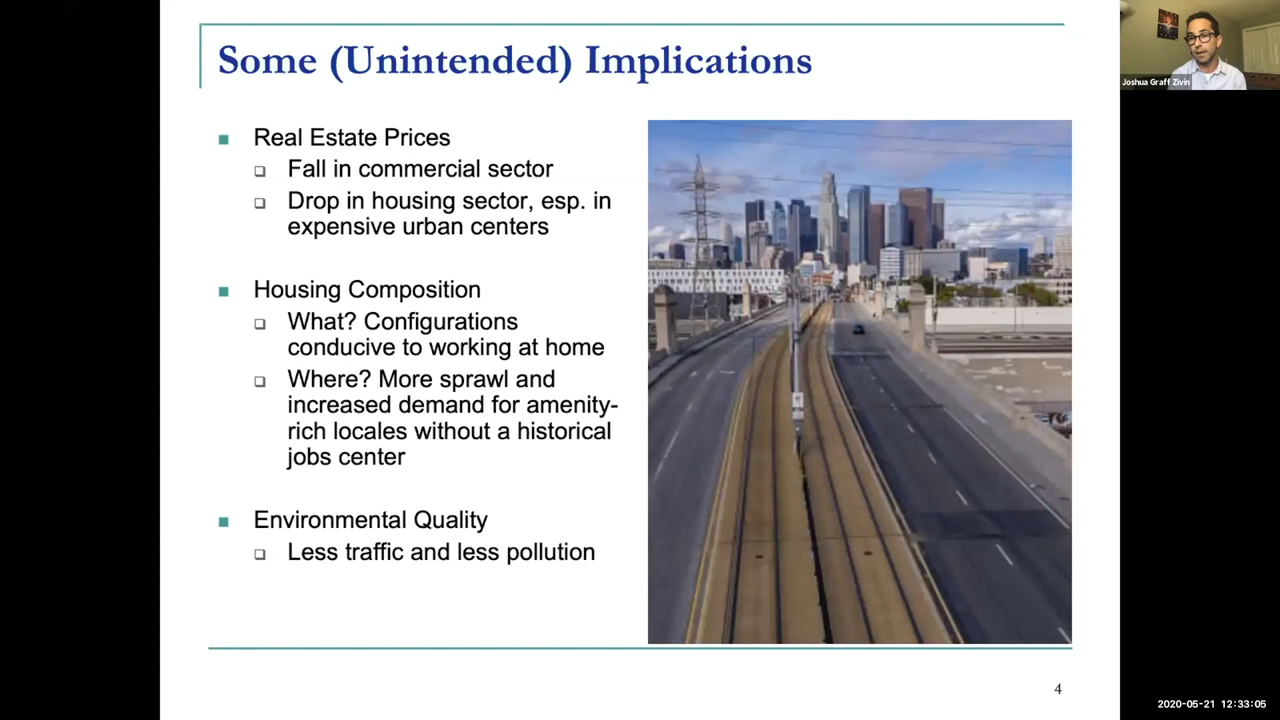 Some (Unintended) Implications
Real Estate Prices
Fall in commercial sector
Drop in housing sector, esp. in
expensive urban centers
Housing Composition
What? Configurations
conducive to working at home
Where? More sprawl and
increased demand for amenity-
rich locales without a historical
jobs center
Environmental Quality
Less traffic and less pollution
4
Joshua Graff Zivin
2020-05-21 12:33:05